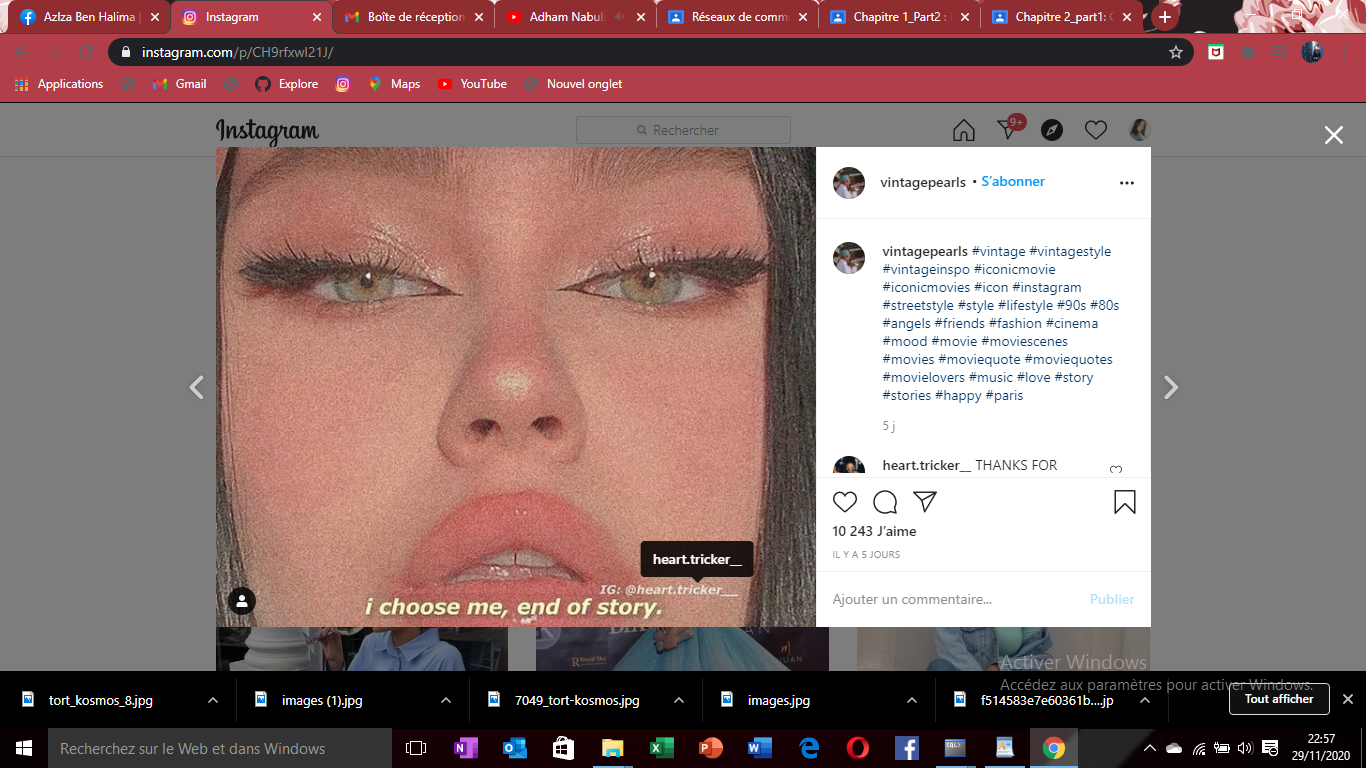 AzIza Ben Halima |
Instagram
Boîte de réception
Adham Nabuls
Réseaux de comm
Chapitre 1_Part2 :
Chapitre 2_part1:
instagram.com/p/CH9rfxwl21J/
Applications
Gmail
Explore
Maps
YouTube
Nouvel onglet
Instagram
Rechercher
9+
vintagepearls • S'abonner
vintagepearls #vintage #vintagestyle
#vintageinspo #iconicmovie
#iconicmovies #icon #instagram
#streetstyle #style #lifestyle #90s #80s
#angels #friends #fashion #cinema
#mood #movie #moviescenes
#movies #moviequote #moviequotes
#movielovers #music #love #story
#stories #happy #paris
5 j
heart.tricker__ THANKS FOR
10 243 J'aime
IL Y A 5 JOURS
Ajouter un commentaire...
Publier
heart.tricker__
IG: @heart.tricker__
i choose me, end of story.
Royal Sky
Activer Windows
Accédez aux paramètres pour activer Windows.
tort_kosmos_8.jpg
images (1).jpg
7049_tort-kosmos.jpg
images.jpg
f514583e7e60361b....jp
Tout afficher
Recherchez sur le Web et dans Windows
22:57
29/11/2020